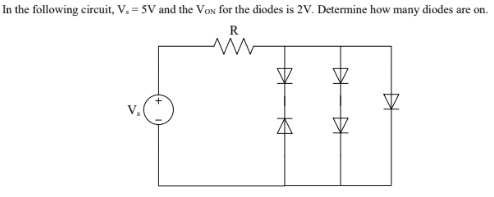 In the following circuit, Vs = 5V and the VON for the diodes is 2V. Determine how many diodes are on.
R
+
Vs
−